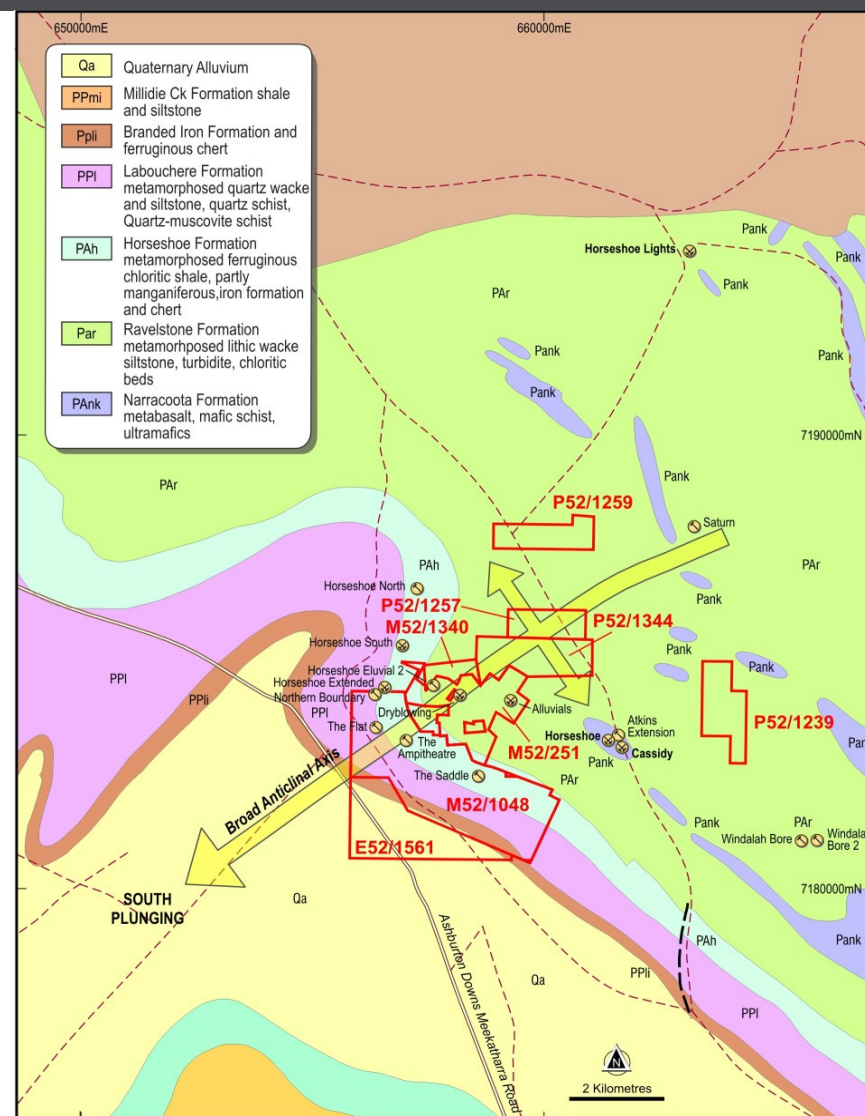 650000mE
660000mE
Qa
Quaternary Alluvium
PPmi
Millidie Ck Formation shale
and siltstone
Ppli
Branded Iron Formation and
ferruginous chert
PPl
Labouchere Formation
metamorphosed quartz wacke
and siltstone, quartz schist,
Quartz-muscovite schist
PAh
Horseshoe Formation
metamorphosed ferruginous
chloritic shale, partly
manganiferous,iron formation
and chert
Par
Ravelstone Formation
metamorhposed lithic wacke
siltstone, turbidite, chloritic
beds
PAnk
Narracoota Formation
metabasalt, mafic schist,
ultramafics
Pank
Horseshoe Lights
Pank
Pank
PAr
Pank
Pank
Pank
7190000mN
Pank
PAr
P52/1259
Saturn
PAr
PAh
Horseshoe North
P52/1257
Pank
M52/1340
P52/1344
Horseshoe South
Pank
Pank
Horseshoe Eluvial 2
PPl
Horseshoe Extended
PPli
Northern Boundary
PPl
Dryblowing
Alluvials
P52/1239
The Flat
Atkins
Extension
Horseshoe
The
Ampitheatre
M52/251
Cassidy
Pan
Pank
Broad Anticlinal Axis
The Saddle
PAr
M52/1048
Pank
PAr
Windalah Bore
Windala
Bore 2
E52/1561
SOUTH
PLUNGING
Qa
7180000mN
PAh
Pank
Ashburton Downs Meekatharra Road
Qa
PPli
PPl
N
2 Kilometres